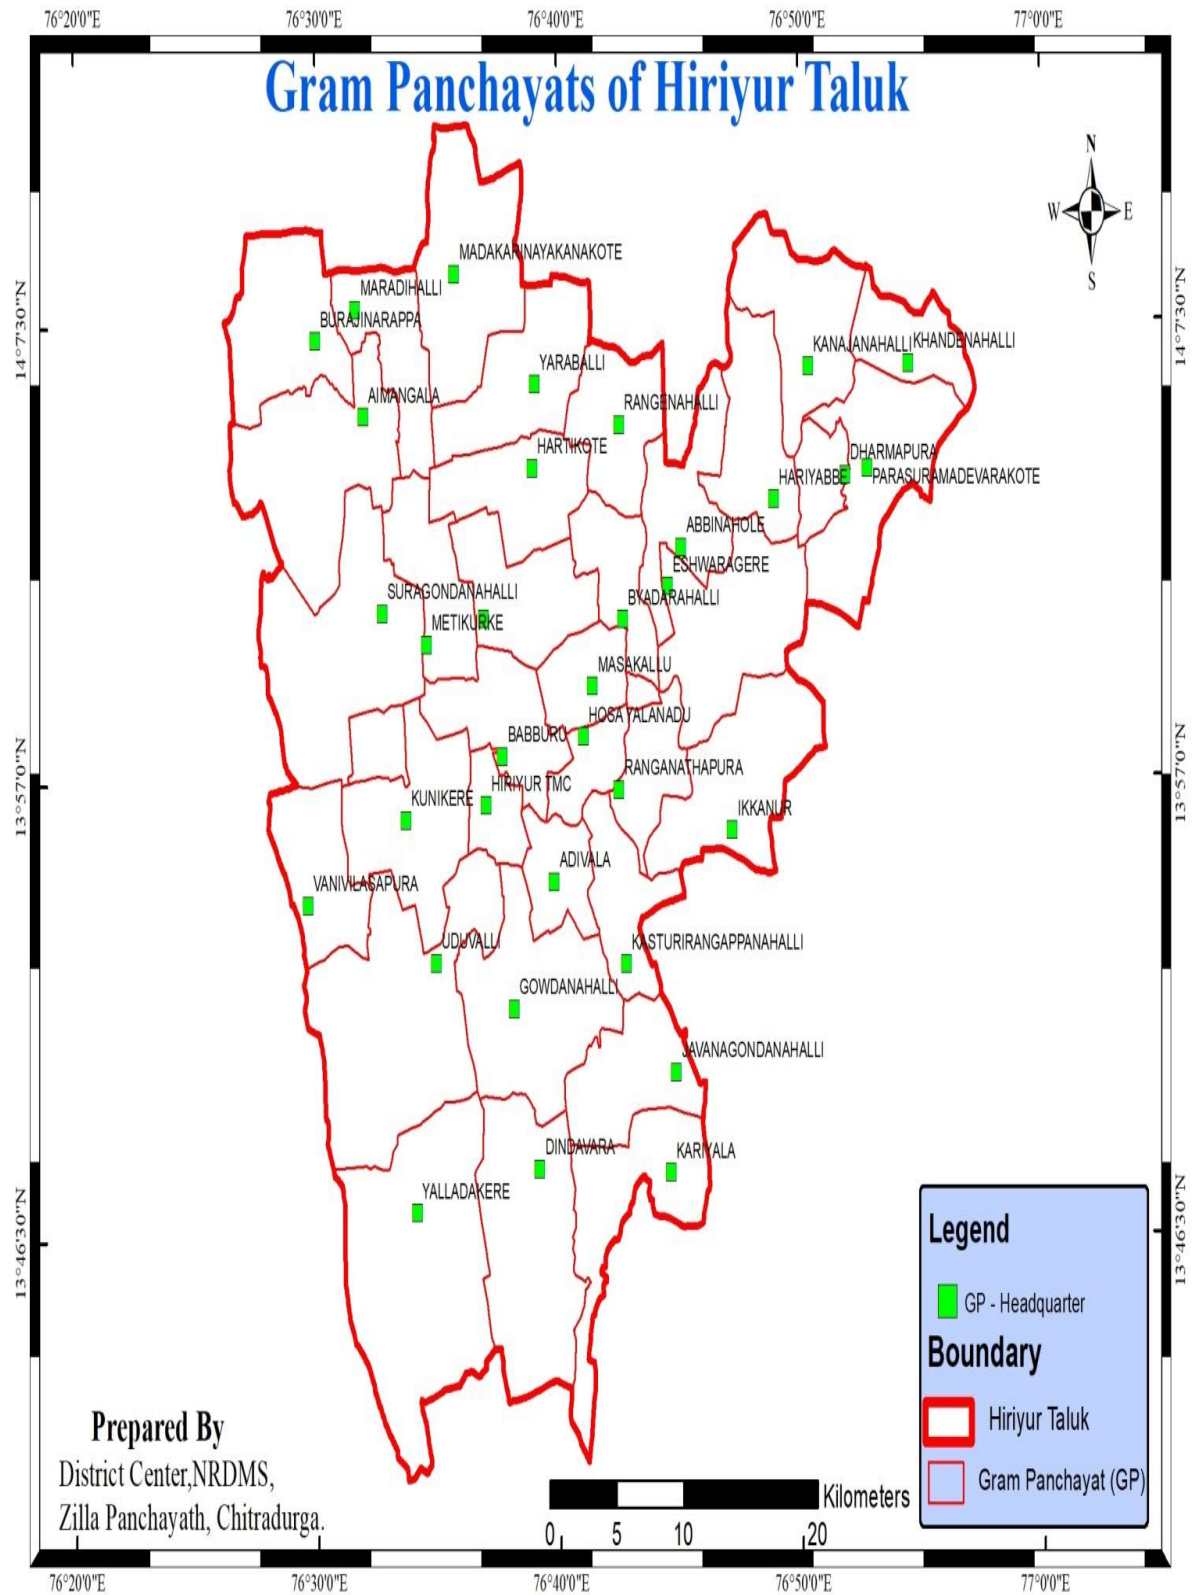 76°20'0"E 76°30'0"E 76°40'0"E 76°50'0"E 77°0'0"E
Gram Panchayats of Hiriyur Taluk
N
W E
S
14°7'30"N
14°7'30"N
MADAKARINAYAKANAKOTE
MARADIHALLI
BURAJINARAPPA
KANAJANAHALLI
KHANDENAHALLI
YARABALLI
AIMANGALA
RANGENAHALLI
HARTIKOTE
DHARMAPURA
HARIYABBE
PARASURAMADEVARAKOTE
ABBINAHOLE
ESHWARAGERE
SURAGONDANAHALLI
BYADARAHALLI
METIKURKE
MASAKALLU
HOSA YALANADU
BABBURU
13°57'0"N
13°57'0"N
RANGANATHAPURA
HIRIYUR TMC
KUNIKERE
IKKANUR
ADIVALA
VANIVILASAPURA
UDUVALLI
KASTURIRANGAPPANAHALLI
GOWDANAHALLI
JAVANAGONDANAHALLI
DINDAVARA
KARIYALA
YALLADAKERE
13°46'30"N
13°46'30"N
Legend
GP - Headquarter
Boundary
Hiriyur Taluk
Gram Panchayat (GP)
Prepared By
District Center,NRDMS,
Zilla Panchayath, Chitradurga.
Kilometers
0 5 10 20
76°20'0"E 76°30'0"E 76°40'0"E 76°50'0"E 77°0'0"E